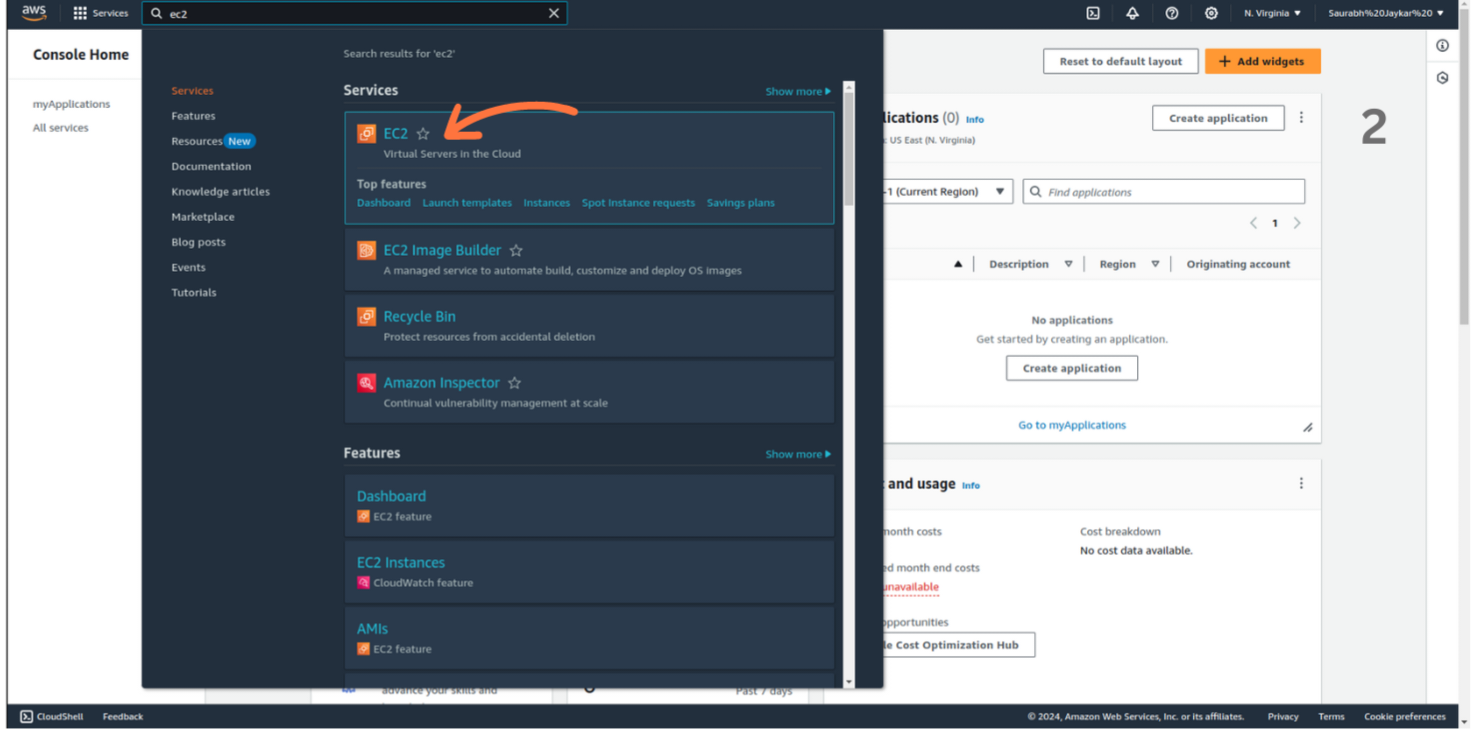 aws
Services
ec2
N. Virginia
Saurabh%20Jaykar%20
Console Home
myApplications
All services
Search results for 'ec2'
Services
Features
Resources New
Documentation
Knowledge articles
Marketplace
Blog posts
Events
Tutorials
Services
Show more
EC2
Virtual Servers in the Cloud
Top features
Dashboard Launch templates Instances Spot Instance requests Savings plans
EC2 Image Builder
A managed service to automate build, customize and deploy OS images
Recycle Bin
Protect resources from accidental deletion
Amazon Inspector
Continual vulnerability management at scale
Features
Show more
Dashboard
EC2 feature
EC2 Instances
CloudWatch feature
AMIs
EC2 feature
advance your skills and
Past 7 days
Reset to default layout
+ Add widgets
lications (0) Info
: US East (N. Virginia)
Create application
2
-1 (Current Region)
Find applications
1
Description
Region
Originating account
No applications
Get started by creating an application.
Create application
Go to myApplications
and usage Info
month costs
Cost breakdown
No cost data available.
ed month end costs
unavailable
opportunities
le Cost Optimization Hub
CloudShell
Feedback
© 2024, Amazon Web Services, Inc. or its affiliates.
Privacy
Terms
Cookie preferences